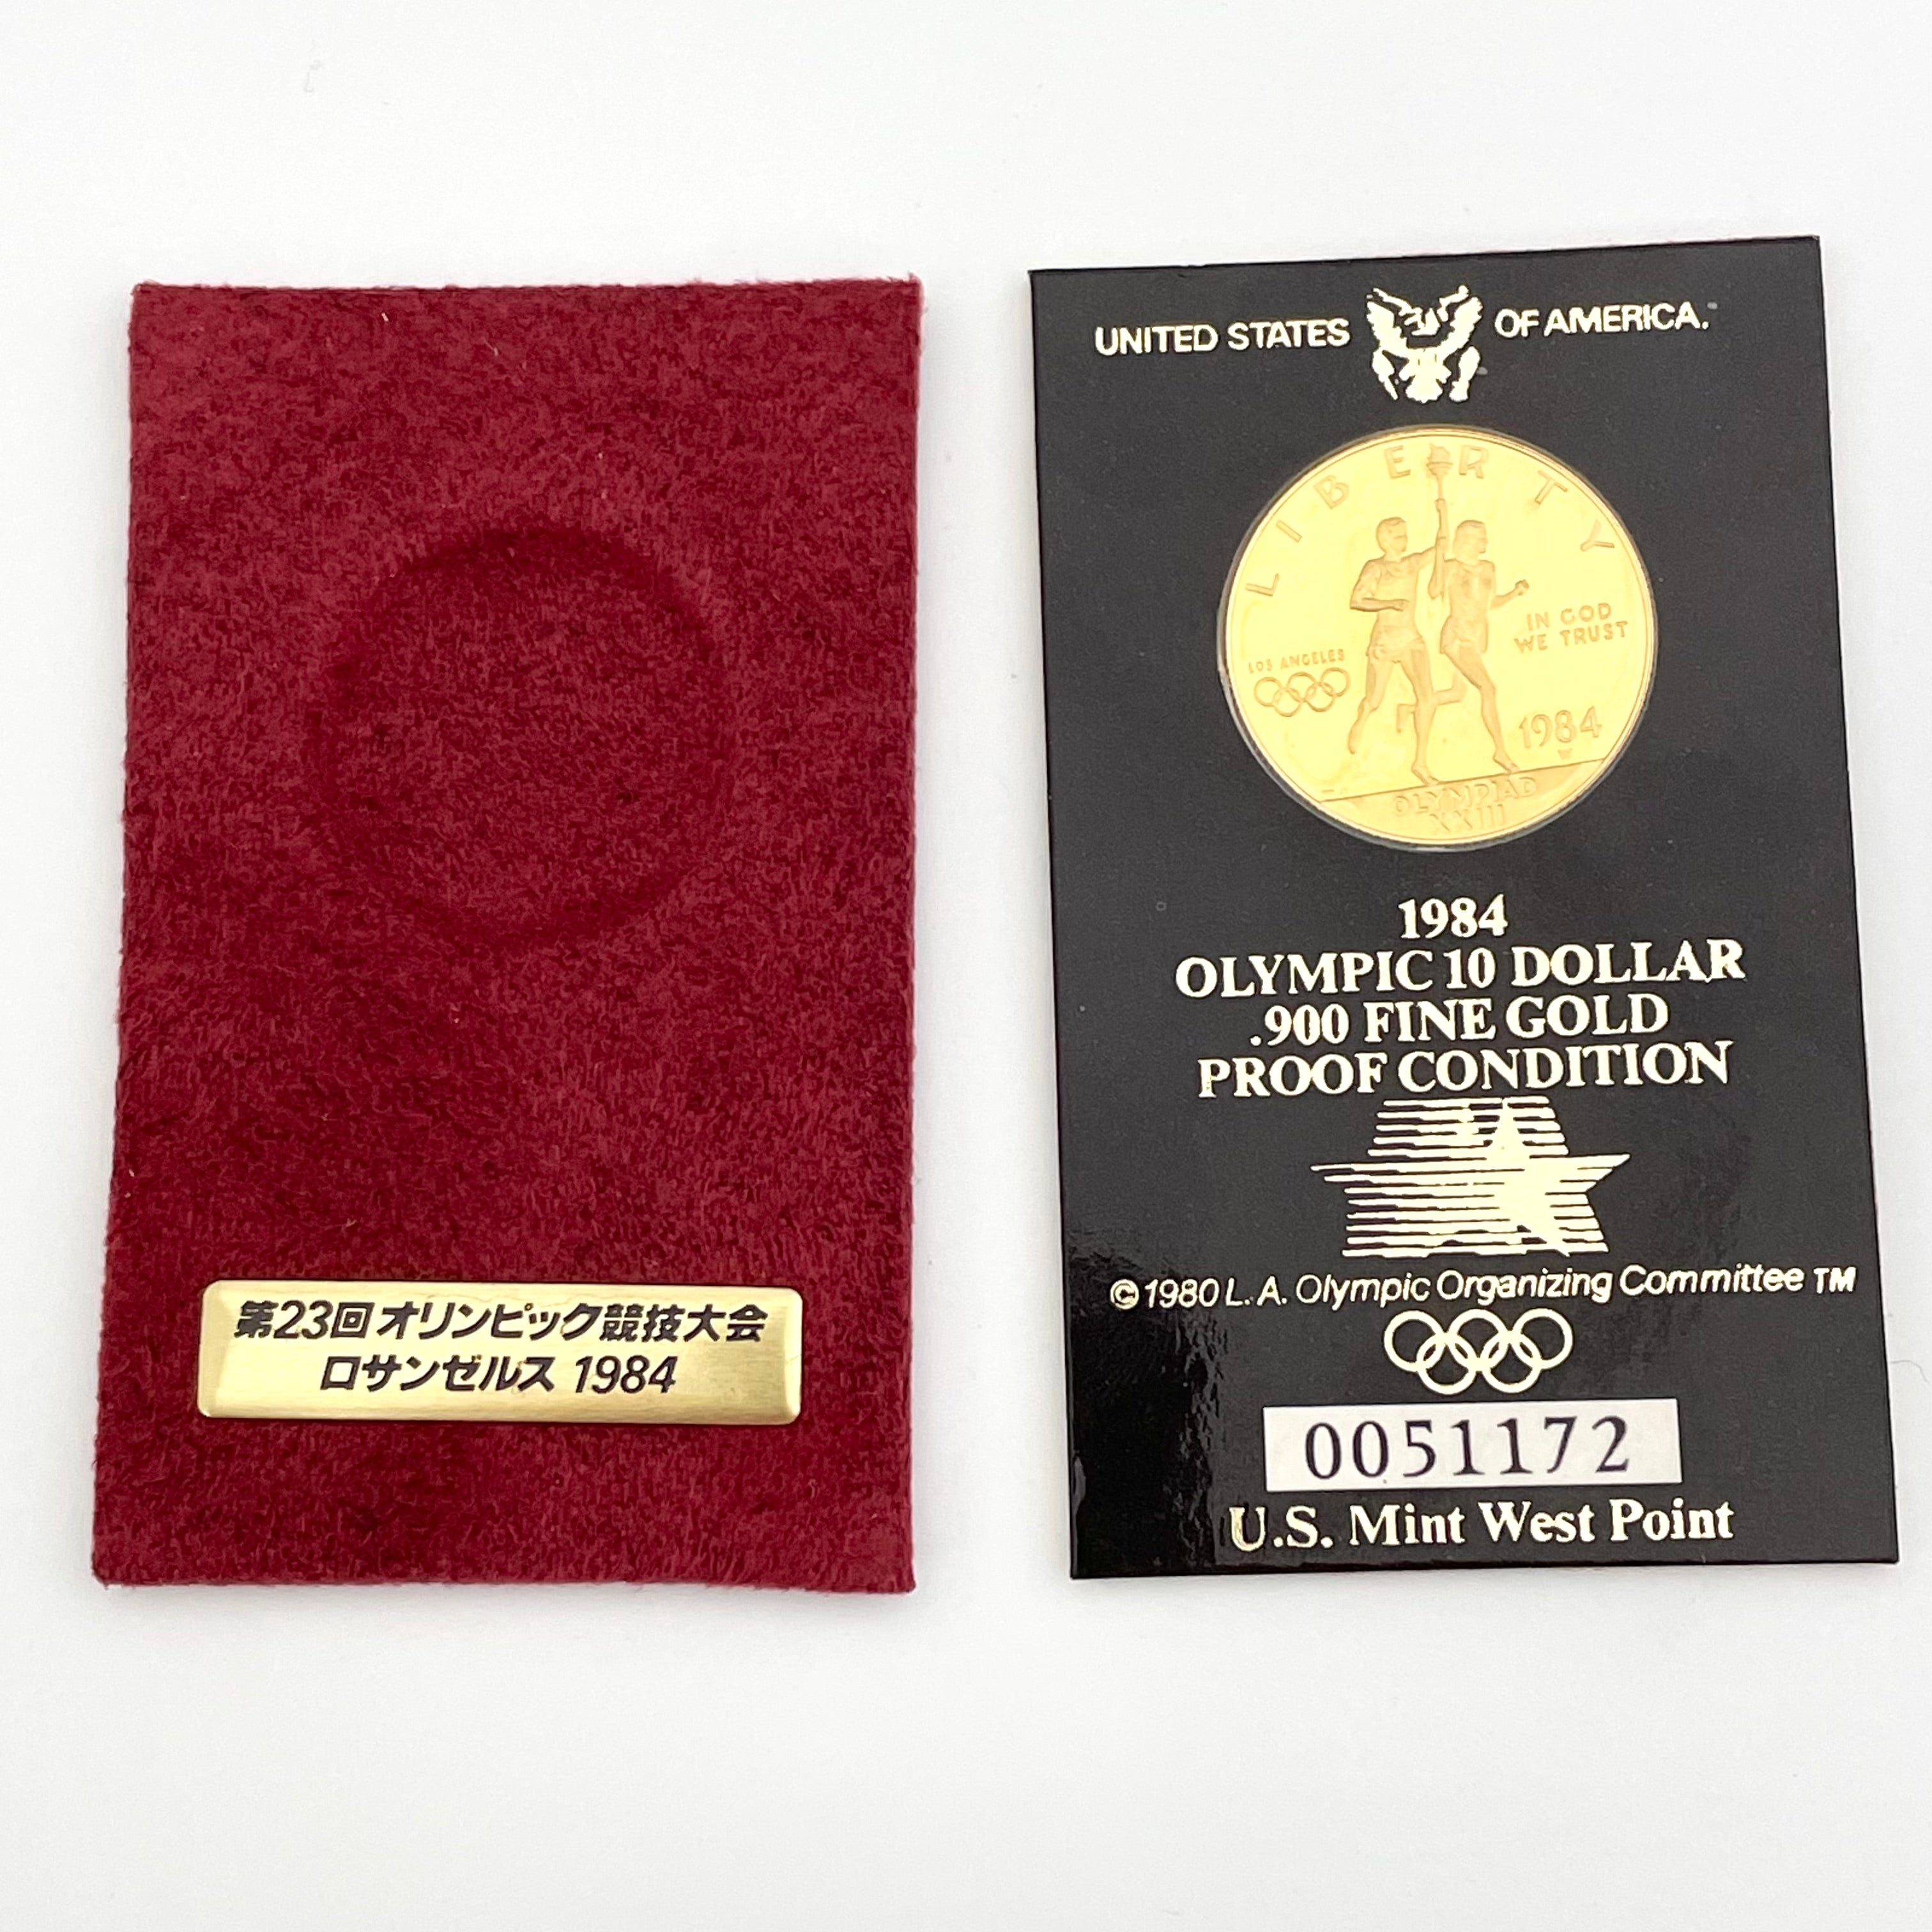 第23回オリンピック競技大会
ロサンゼルス 1984
UNITED STATES OF AMERICA.
LIBERTY
IN GOD
WE TRUST
LOS ANGELES
1984
W
OLYMPIAD
XXIII
1984
OLYMPIC 10 DOLLAR
.900 FINE GOLD
PROOF CONDITION
© 1980 L. A. Olympic Organizing Committee TM
0051172
U.S. Mint West Point